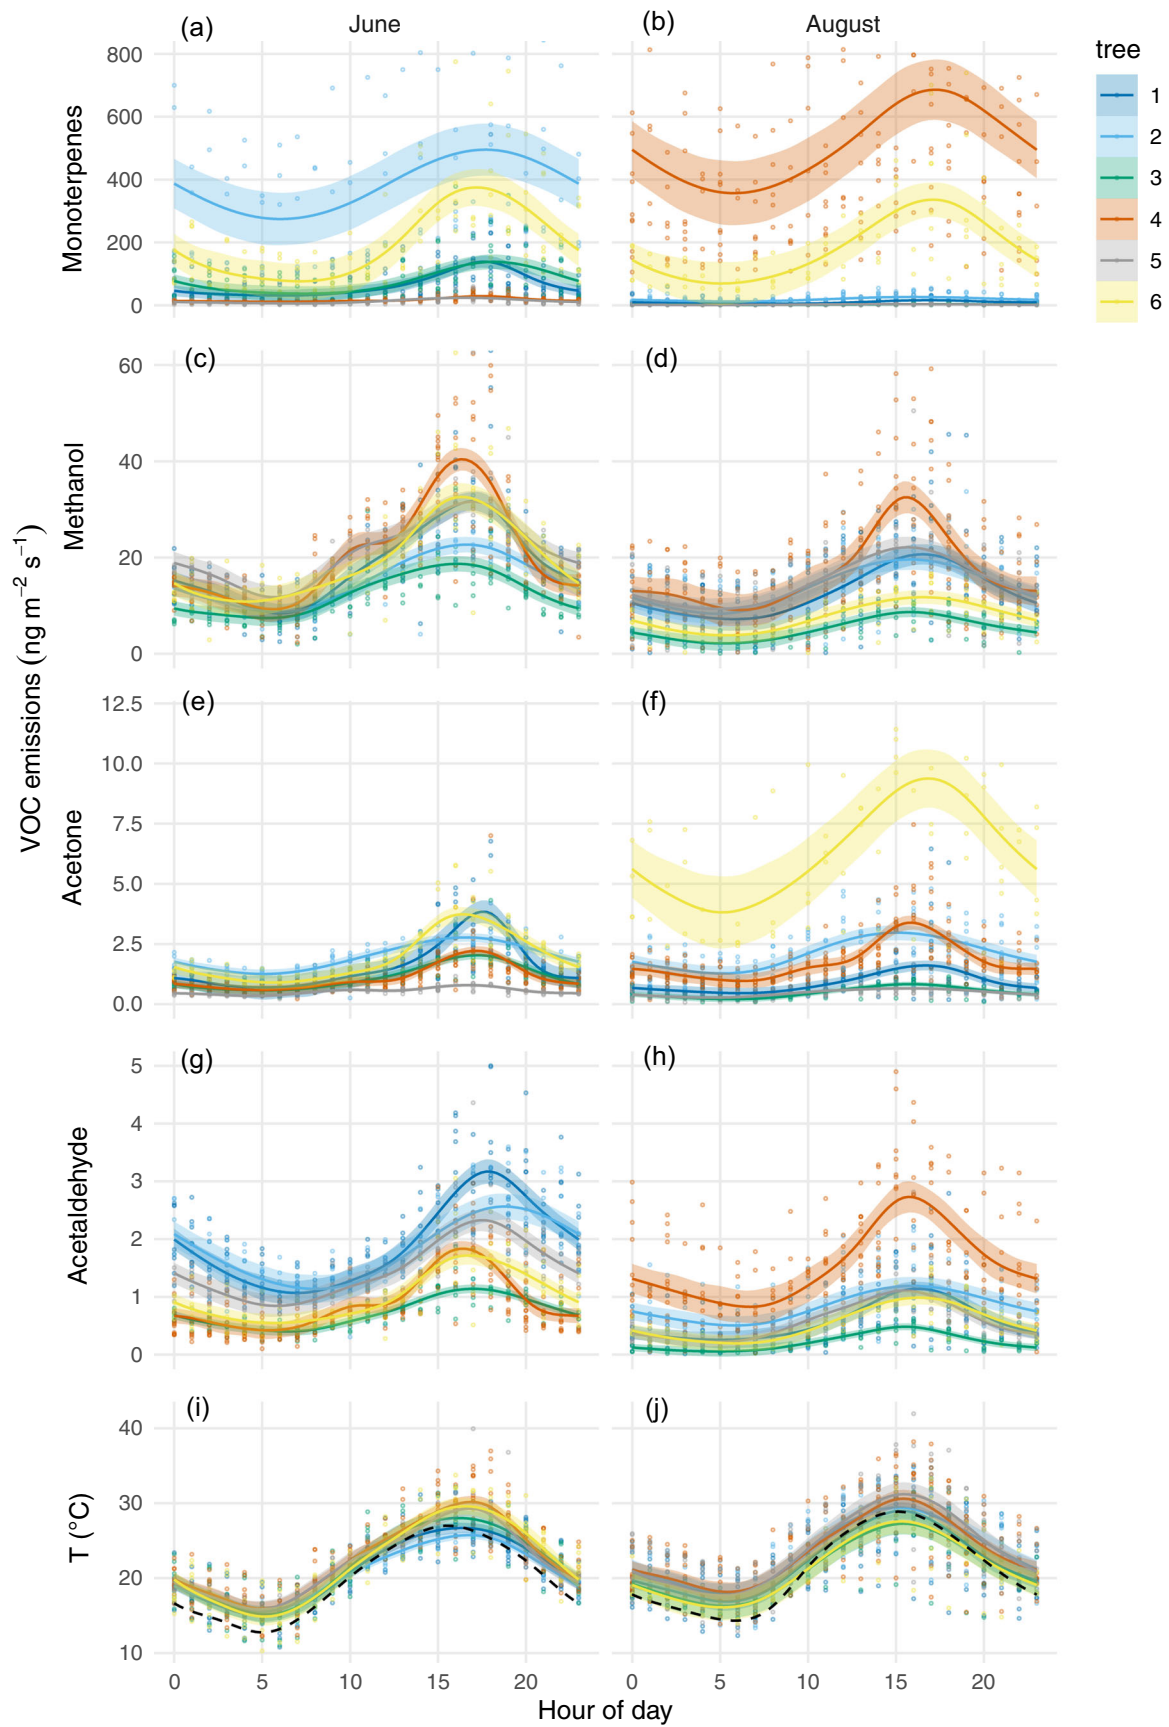 (a) June (b) August
tree
1
2
3
4
5
6
Monoterpenes
800
600
400
200
0
(c) (d)
Methanol
60
40
20
0
VOC emissions (ng m−2 s−1)
(e) (f)
Acetone
12.5
10.0
7.5
5.0
2.5
0.0
(g) (h)
Acetaldehyde
5
4
3
2
1
0
(i) (j)
T (°C)
40
30
20
10
0 5 10 15 20 0 5 10 15 20
Hour of day